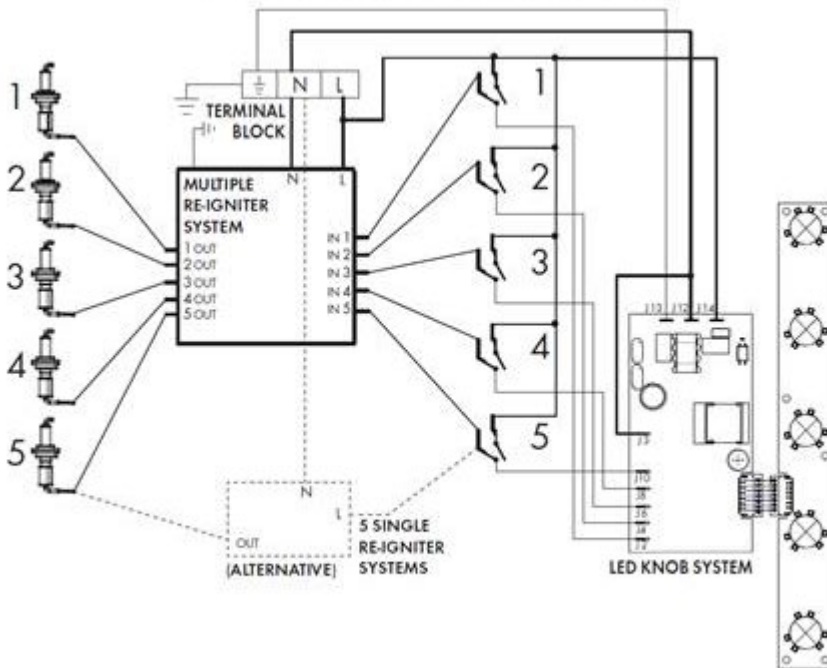 1
2
3
4
5
N L
TERMINAL
BLOCK
N L
MULTIPLE
RE-IGNITER
SYSTEM
1 OUT
2 OUT
3 OUT
4 OUT
5 OUT
IN 1
IN 2
IN 3
IN 4
IN 5
1
2
3
4
5
J13 J12 J14
J10
J8
J6
J4
J2
N
L
OUT
(ALTERNATIVE)
5 SINGLE
RE-IGNITER
SYSTEMS
LED KNOB SYSTEM